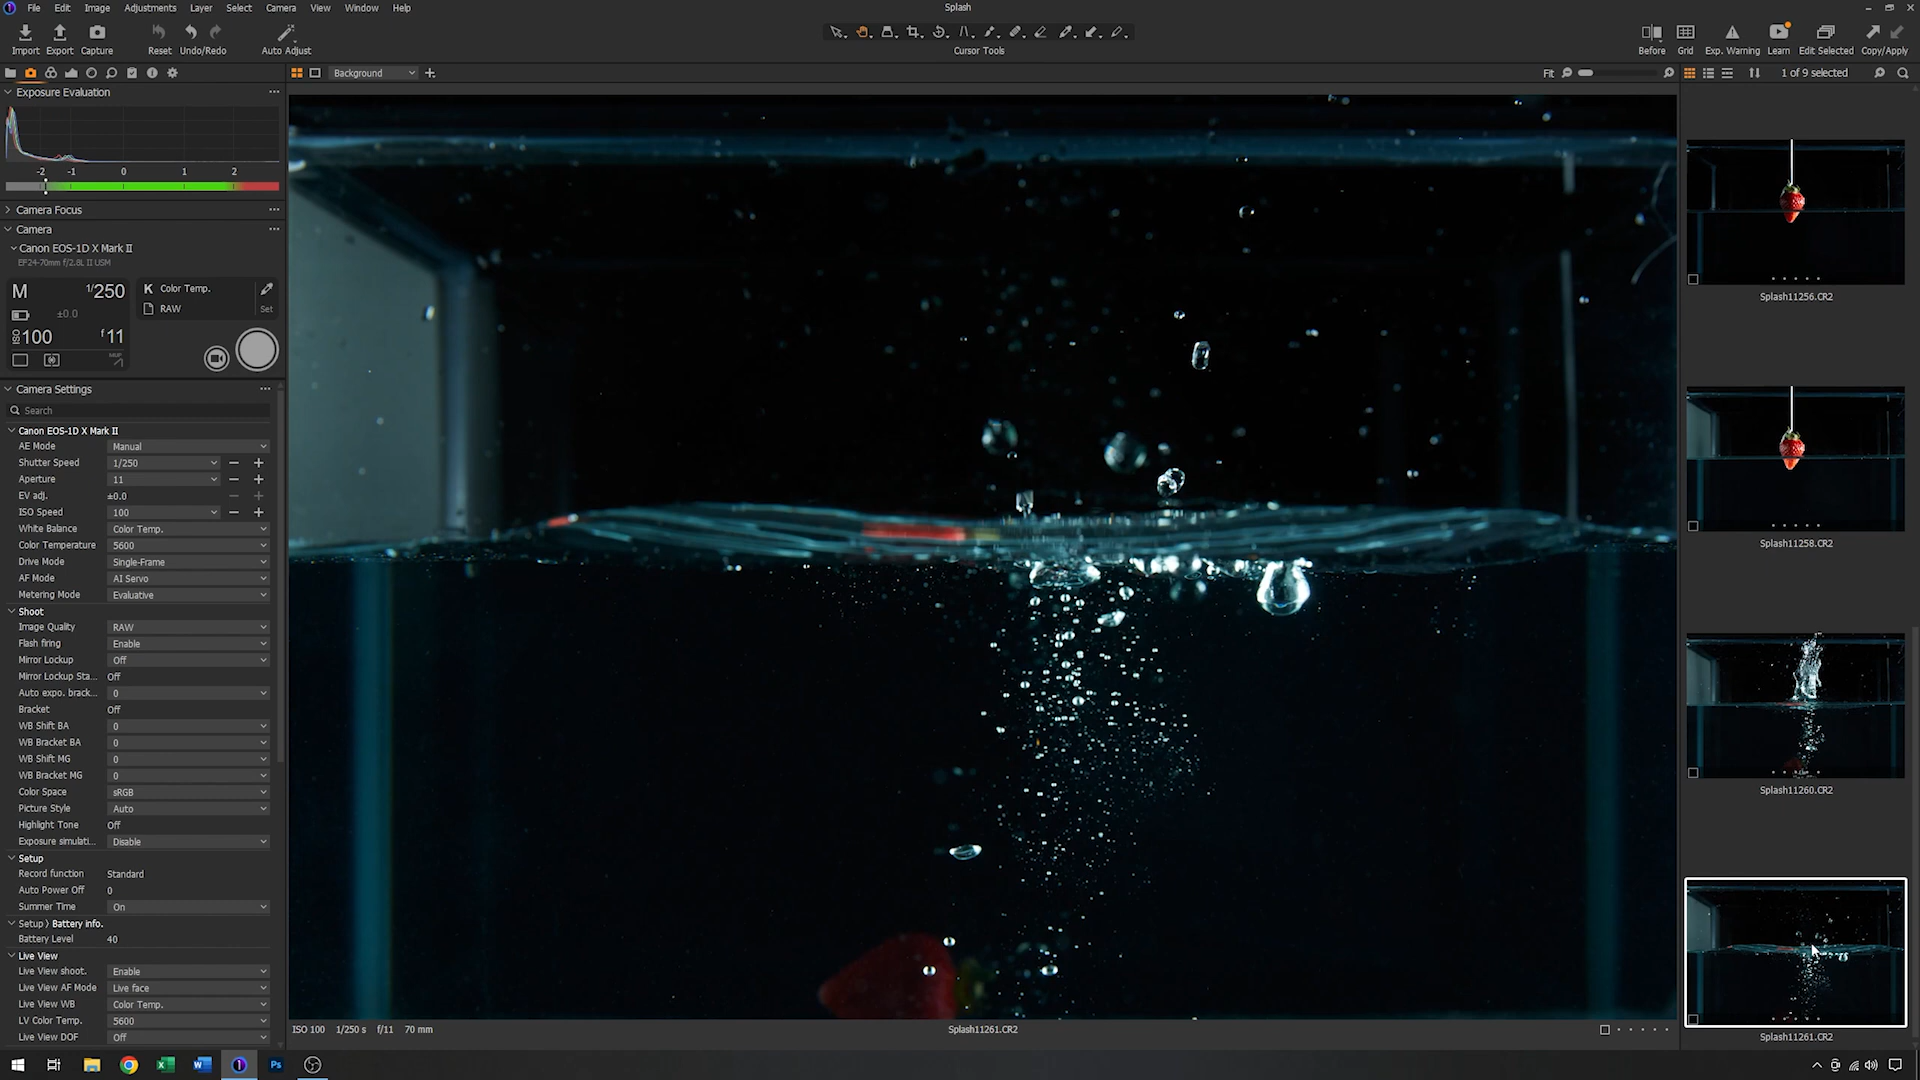 File Edit Image Adjustments Layer Select Camera View Window Help
Splash
Import Export Capture Reset Undo/Redo Auto Adjust
Cursor Tools
Before Grid Exp. Warning Learn Edit Selected Copy/Apply
Background
Fit
1 of 9 selected
Exposure Evaluation
-2 -1 0 1 2
Camera Focus
Camera
Canon EOS-1D X Mark II
M 1/250
K Color Temp.
±0.0
RAW
Set
ISO 100 f 11
Camera Settings
Search
Canon EOS-1D X Mark II
AE Mode Manual
Shutter Speed 1/250
Aperture 11
EV adj. ±0.0
ISO Speed 100
White Balance Color Temp.
Color Temperature 5600
Drive Mode Single-Frame
AF Mode AI Servo
Metering Mode Evaluative
Shoot
Image Quality RAW
Flash firing Enable
Mirror Lockup Off
Mirror Lockup Sta... Off
Auto expo. brack... 0
Bracket Off
WB Shift BA 0
WB Bracket BA 0
WB Shift MG 0
WB Bracket MG 0
Color Space sRGB
Picture Style Auto
Highlight Tone Off
Exposure simulati... Disable
Setup
Record function Standard
Auto Power Off 0
Summer Time On
Setup > Battery info.
Battery Level 40
Live View
Live View shoot. Enable
Live View AF Mode Live face
Live View WB Color Temp.
LV Color Temp. 5600
Live View DOF Off
ISO 100 1/250 s f/11 70 mm
Splash11261.CR2
Splash11256.CR2
Splash11258.CR2
Splash11260.CR2
Splash11261.CR2